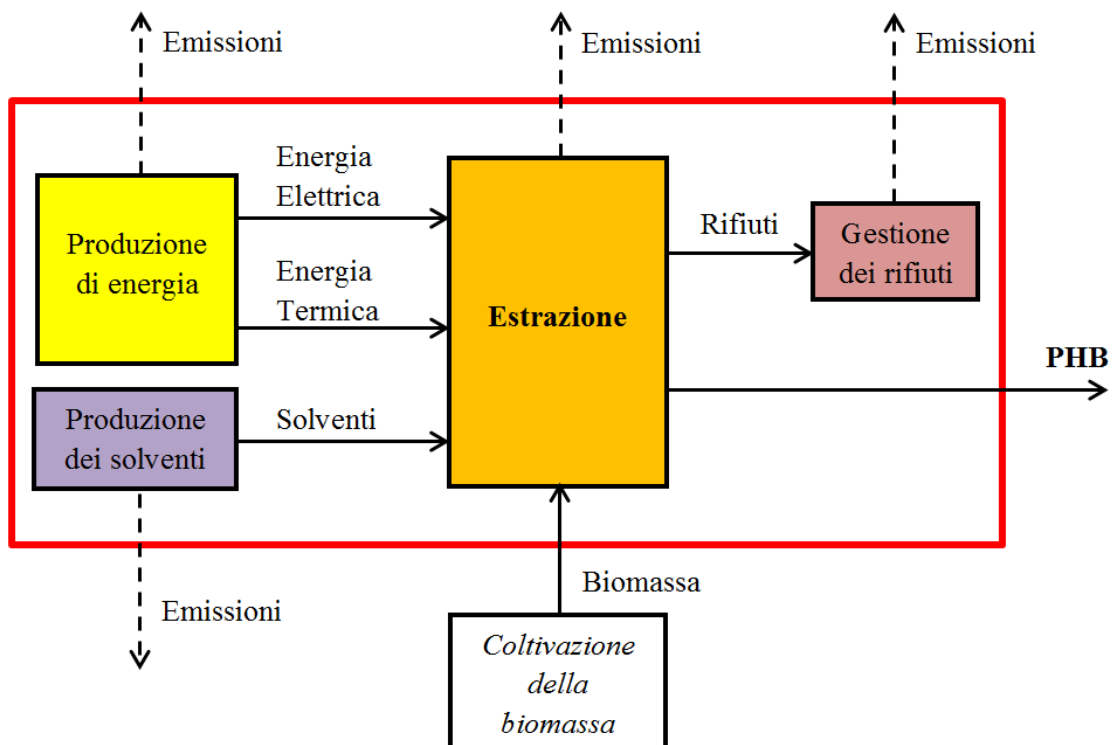 Emissioni
Emissioni
Emissioni
Energia
Elettrica
Produzione
di energia
Energia
Termica
Estrazione
Rifiuti
Gestione
dei rifiuti
PHB
Produzione
dei solventi
Solventi
Emissioni
Biomassa
Coltivazione
della
biomassa